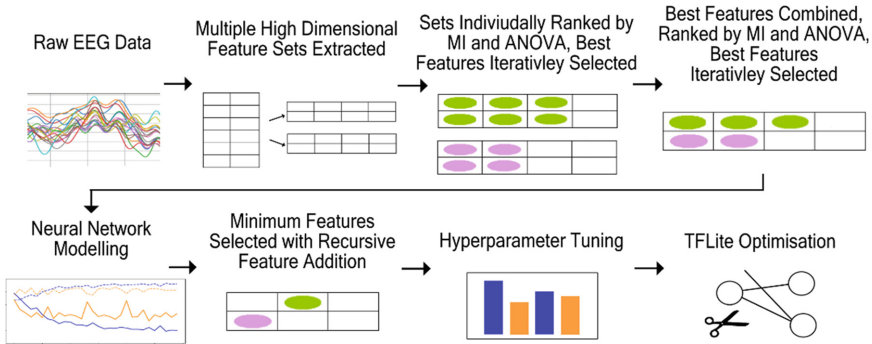 Raw EEG Data
Multiple High Dimensional
Feature Sets Extracted
Sets Indiviudally Ranked by
MI and ANOVA, Best
Features Iterativley Selected
Best Features Combined,
Ranked by MI and ANOVA,
Best Features
Iterativley Selected
Neural Network
Modelling
Minimum Features
Selected with Recursive
Feature Addition
Hyperparameter Tuning
TFLite Optimisation